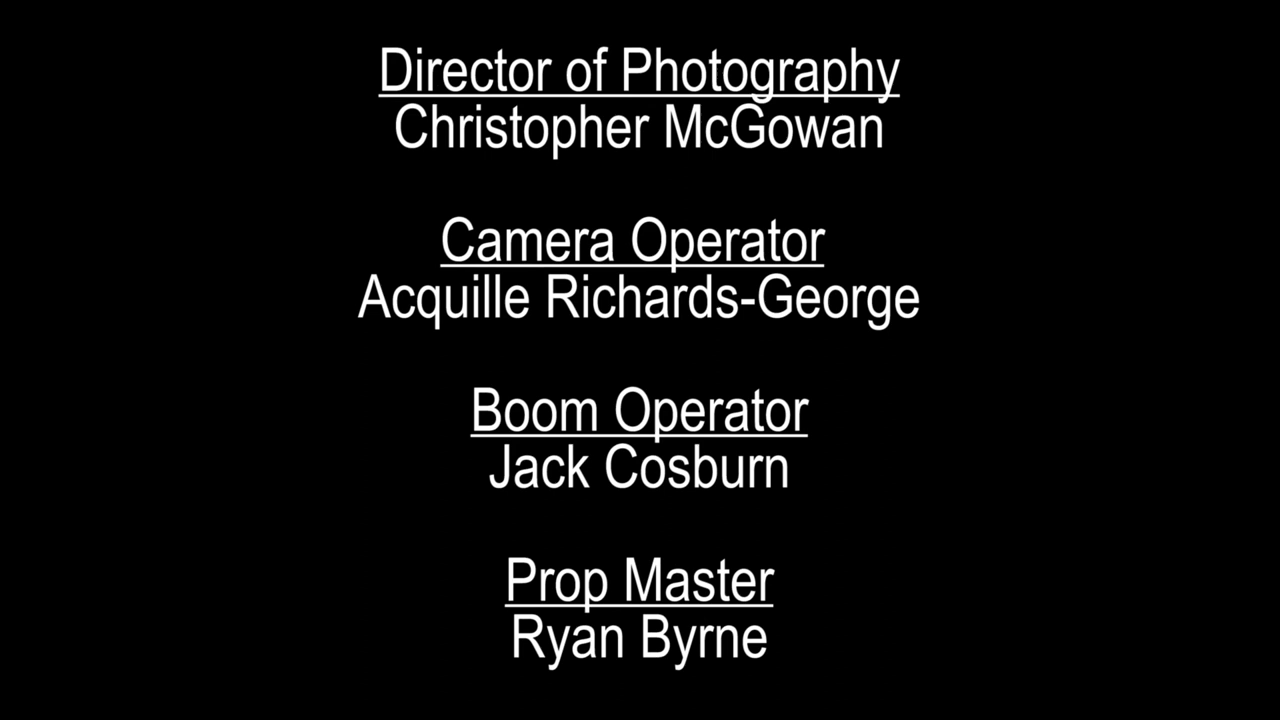 Director of Photography
Christopher McGowan
Camera Operator
Acquille Richards-George
Boom Operator
Jack Cosburn
Prop Master
Ryan Byrne